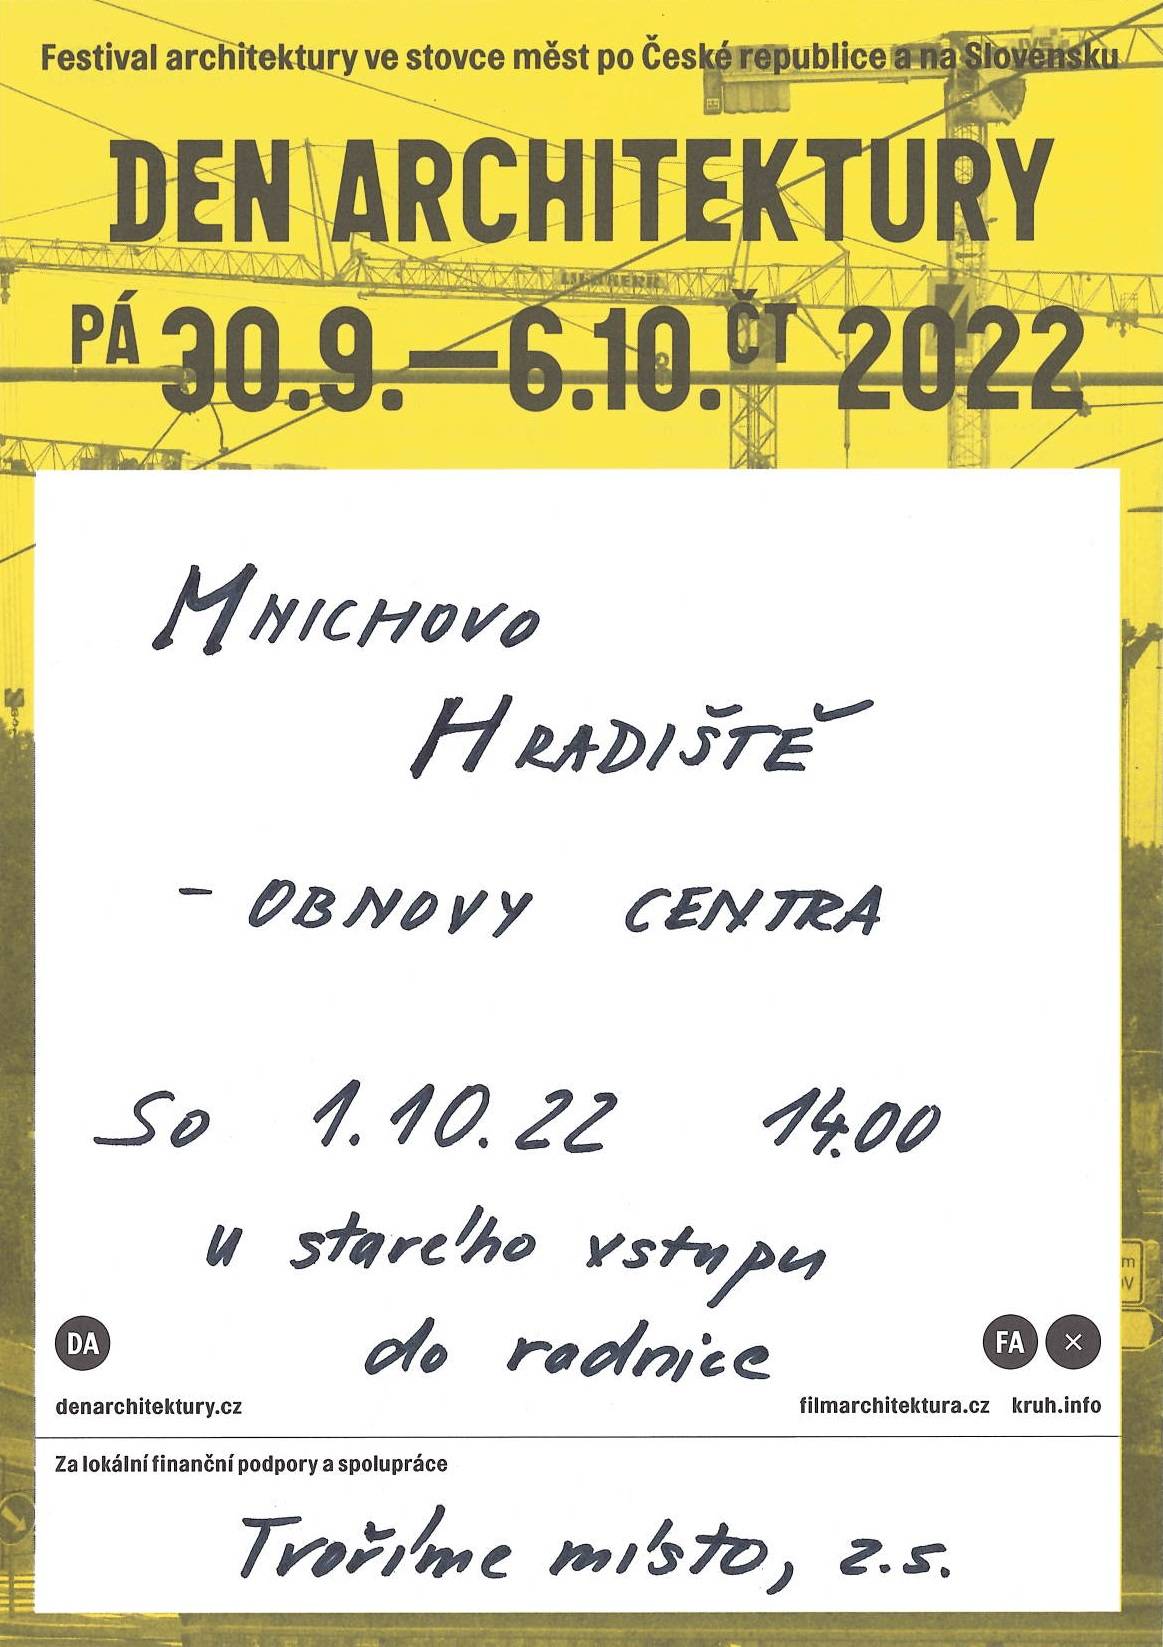 Festival architektury ve stovce měst po České republice a na Slovensku
DEN ARCHITEKTURY
PÁ 30.9.—6.10. ČT 2022
LIEBHERR
MNICHOVO
HRADIŠTĚ
- OBNOVY CENTRA
So 1.10.22 14.00
u starého vstupu
do radnice
DA
FA ×
denarchitektury.cz
filmarchitektura.cz kruh.info
Za lokální finanční podpory a spolupráce
Tvoříme místo, z.s.